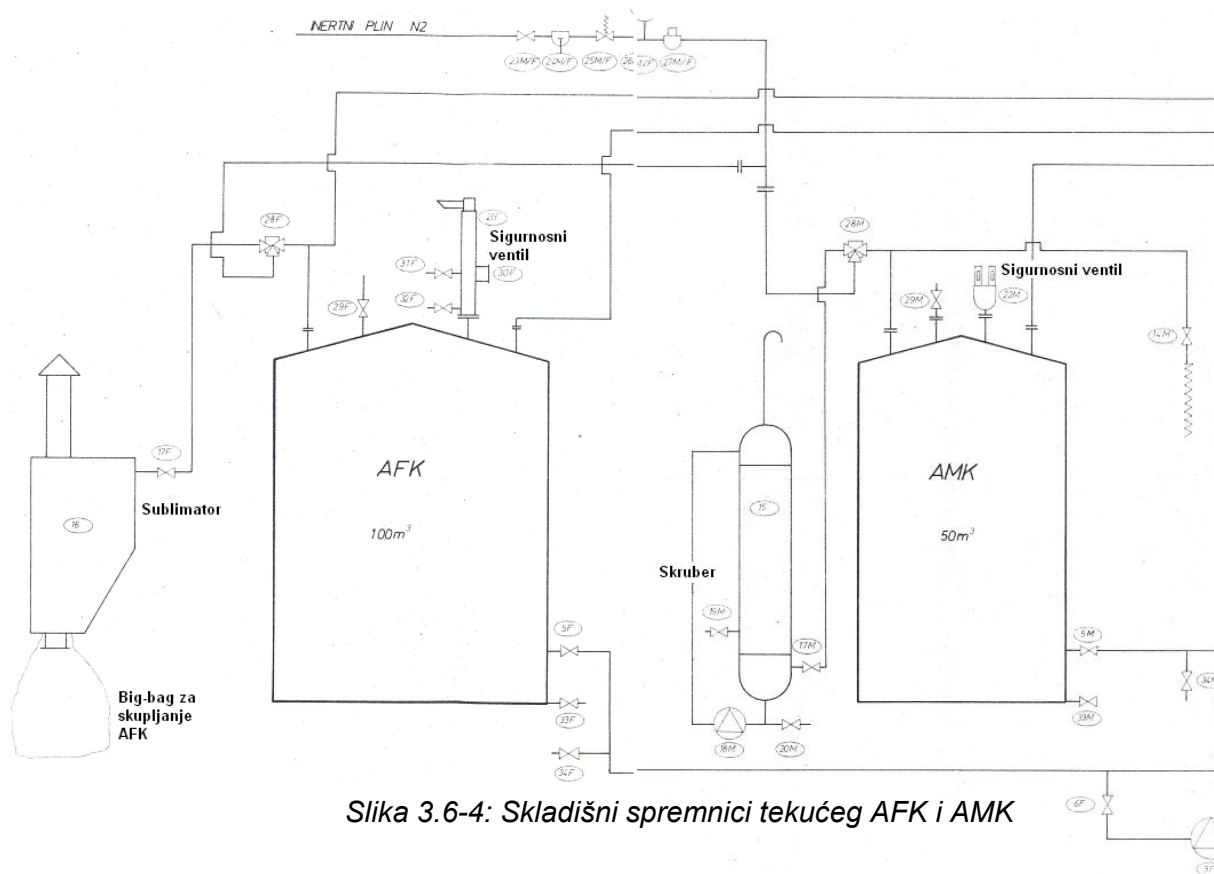 INERTNI PLIN N2
23M/F
24M/F
25M/F
27M/F
28F
21F
Sigurnosni
ventil
31F
30F
32F
29F
28M
Sigurnosni ventil
29M
22M
14M
17F
Sublimator
16
AFK
100m³
AMK
50m³
15
Skruber
19M
17M
5F
5M
33F
33M
34F
18M
20M
Big-bag za
skupljanje
AFK
6F
3F
Slika 3.6-4: Skladišni spremnici tekućeg AFK i AMK